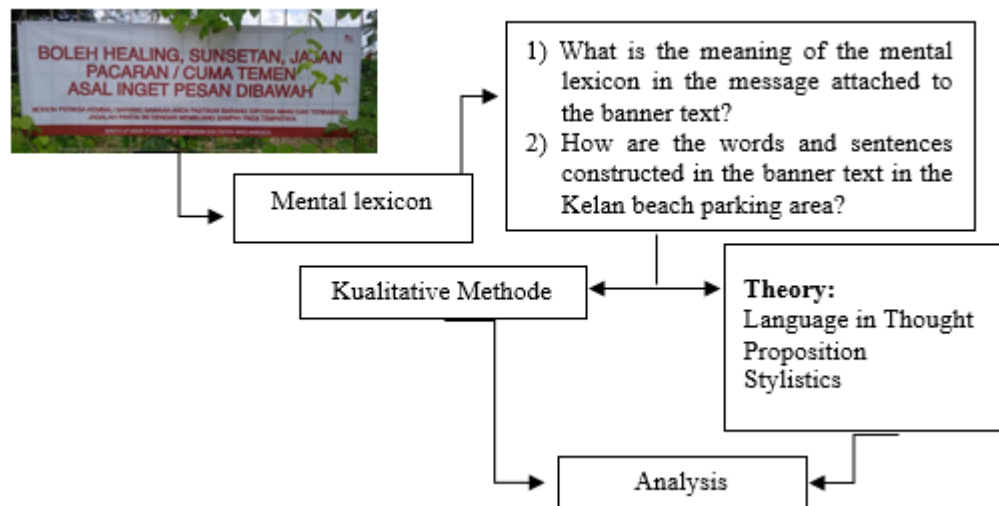 BOLEH HEALING, SUNSETAN, JAJAN
PACARAN / CUMA TEMEN
ASAL INGET PESAN DIBAWAH
1) What is the meaning of the mental
lexicon in the message attached to
the banner text?
2) How are the words and sentences
constructed in the banner text in the
Kelan beach parking area?
Mental lexicon
Kualitative Methode
Theory:
Language in Thought
Proposition
Stylistics
Analysis